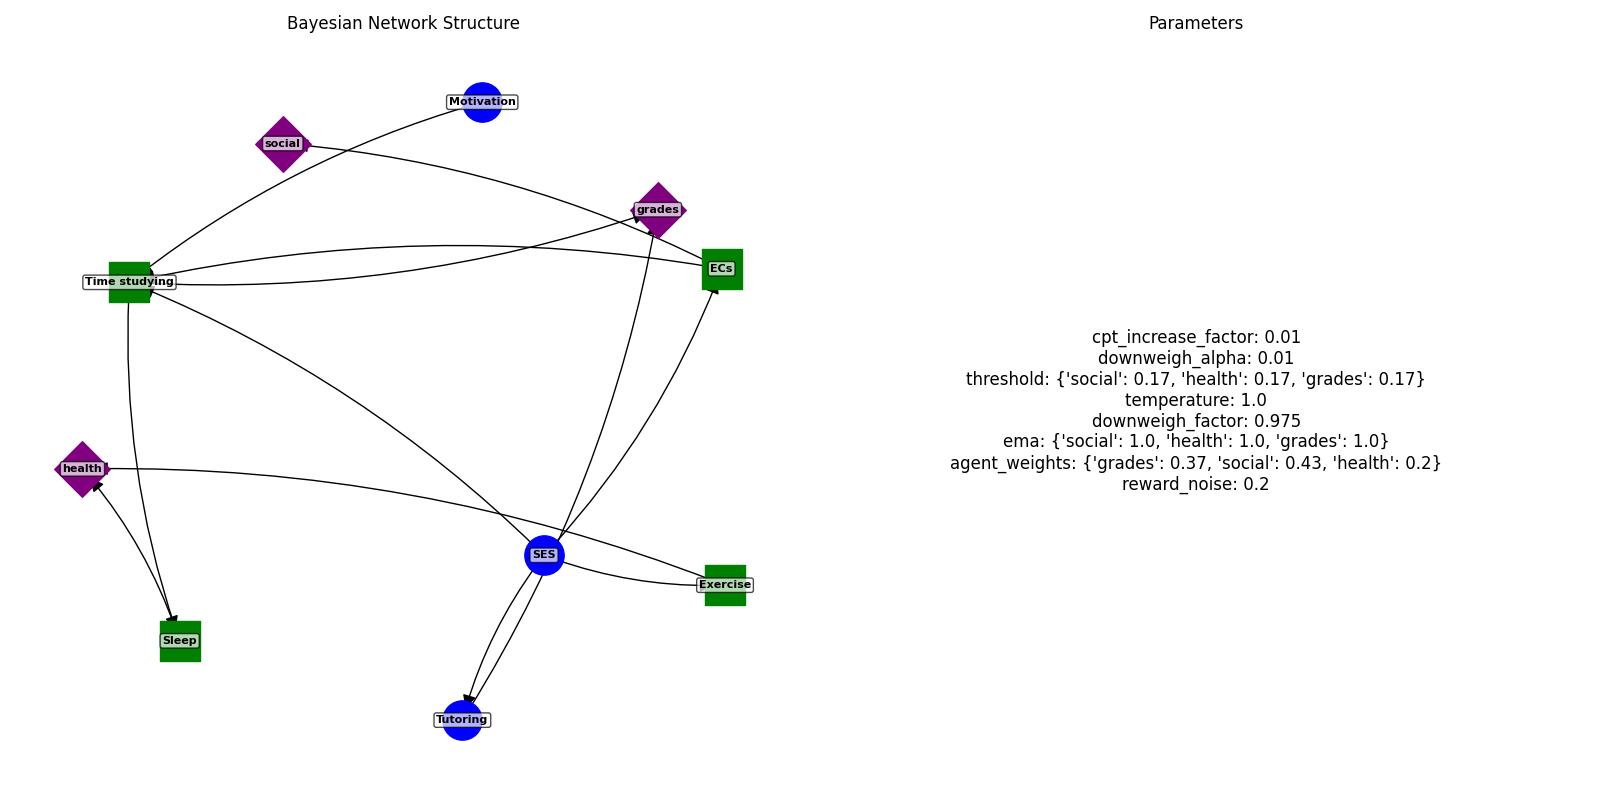 Bayesian Network Structure
Motivation
social
grades
ECs
Time studying
health
SES
Exercise
Sleep
Tutoring
Parameters
cpt_increase_factor: 0.01
downweigh_alpha: 0.01
threshold: {'social': 0.17, 'health': 0.17, 'grades': 0.17}
temperature: 1.0
downweigh_factor: 0.975
ema: {'social': 1.0, 'health': 1.0, 'grades': 1.0}
agent_weights: {'grades': 0.37, 'social': 0.43, 'health': 0.2}
reward_noise: 0.2